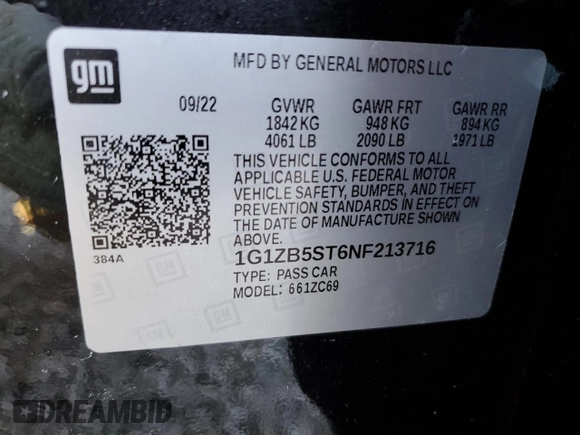 gm
MFD BY GENERAL MOTORS LLC
09/22 GVWR GAWR FRT GAWR RR
1842 KG 948 KG 894 KG
4061 LB 2090 LB 1971 LB
THIS VEHICLE CONFORMS TO ALL
APPLICABLE U.S. FEDERAL MOTOR
VEHICLE SAFETY, BUMPER, AND THEFT
PREVENTION STANDARDS IN EFFECT ON
THE DATE OF MANUFACTURE SHOWN
ABOVE.
384A
1G1ZB5ST6NF213716
TYPE: PASS CAR
MODEL: 661ZC69
DREAMBID